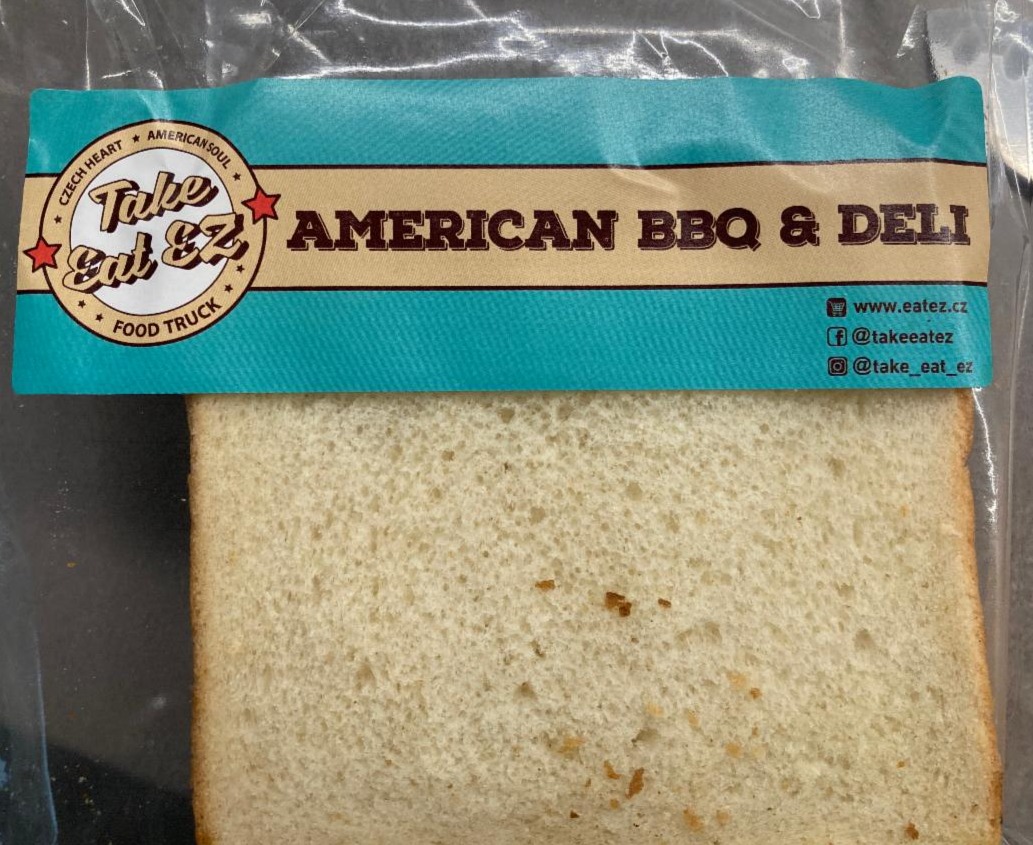 CZECH HEART ★ AMERICAN SOUL
Take
Eat EZ
FOOD TRUCK
AMERICAN BBQ & DELI
www.eatez.cz
@takeeatez
@take_eat_ez